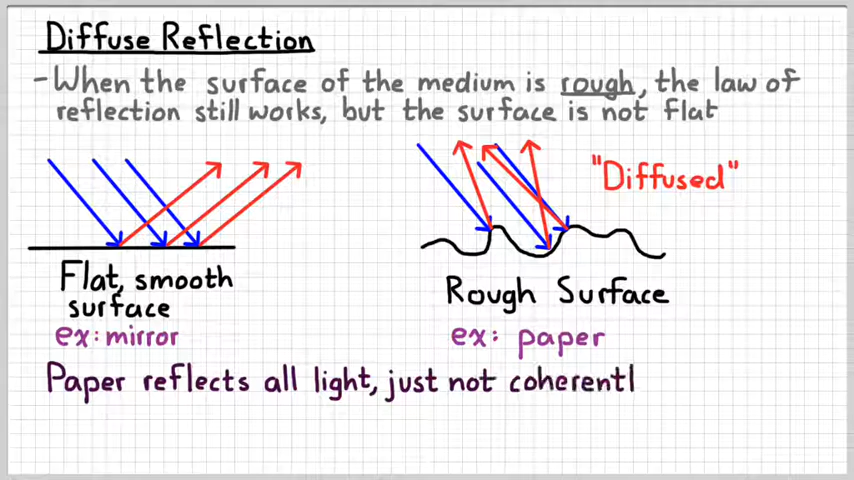 Diffuse Reflection
-When the surface of the medium is rough, the law of
reflection still works, but the surface is not flat
"Diffused"
Flat, smooth
surface
ex: mirror
Rough Surface
ex: paper
Paper reflects all light, just not coherentl